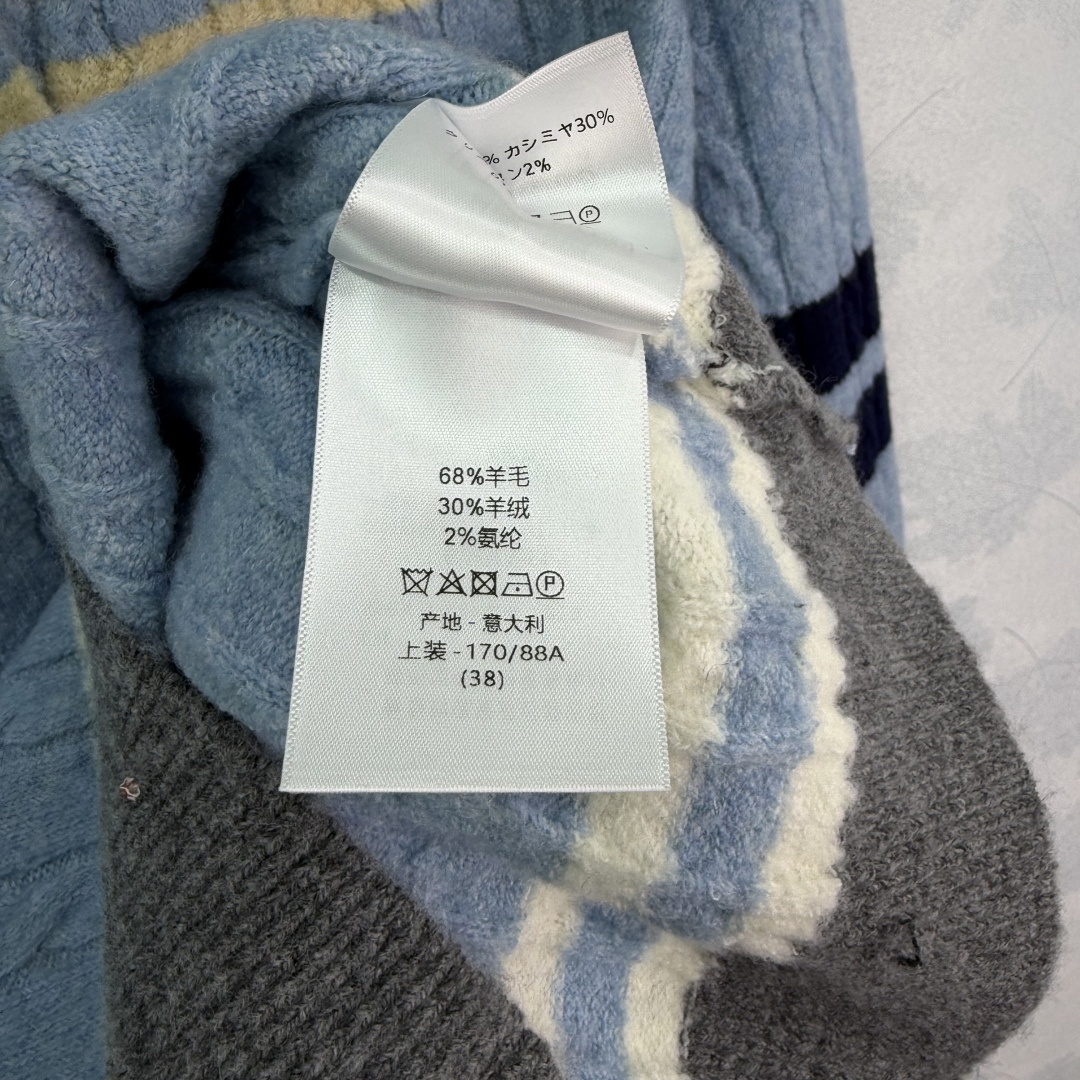 % カシミヤ30%
ン2%
68%羊毛
30%羊绒
2%氨纶
P
产地 - 意大利
上装 - 170/88A
(38)